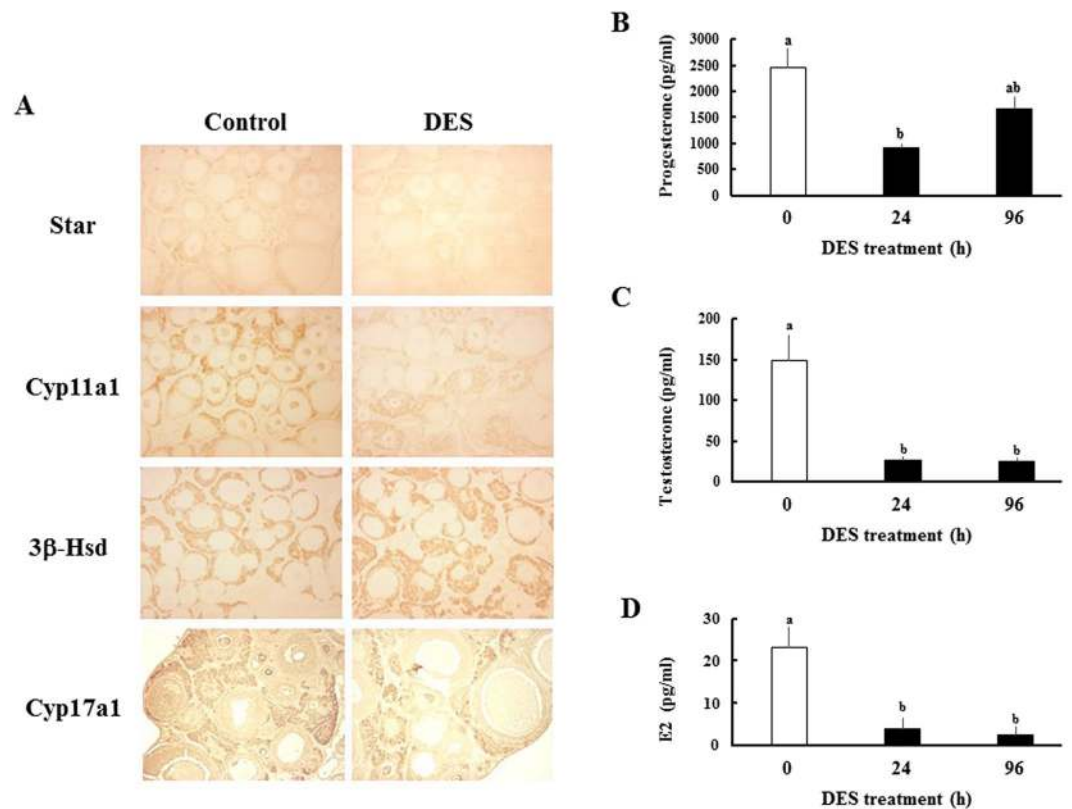 A
Control DES
Star
Cyp11a1
3β-Hsd
Cyp17a1
B
Progesterone (pg/ml)
3000
2500
2000
1500
1000
500
0
a
b
ab
0 24 96
DES treatment (h)
C
Testosterone (pg/ml)
200
150
100
50
0
a
b
b
0 24 96
DES treatment (h)
D
E2 (pg/ml)
30
20
10
0
a
b
b
0 24 96
DES treatment (h)